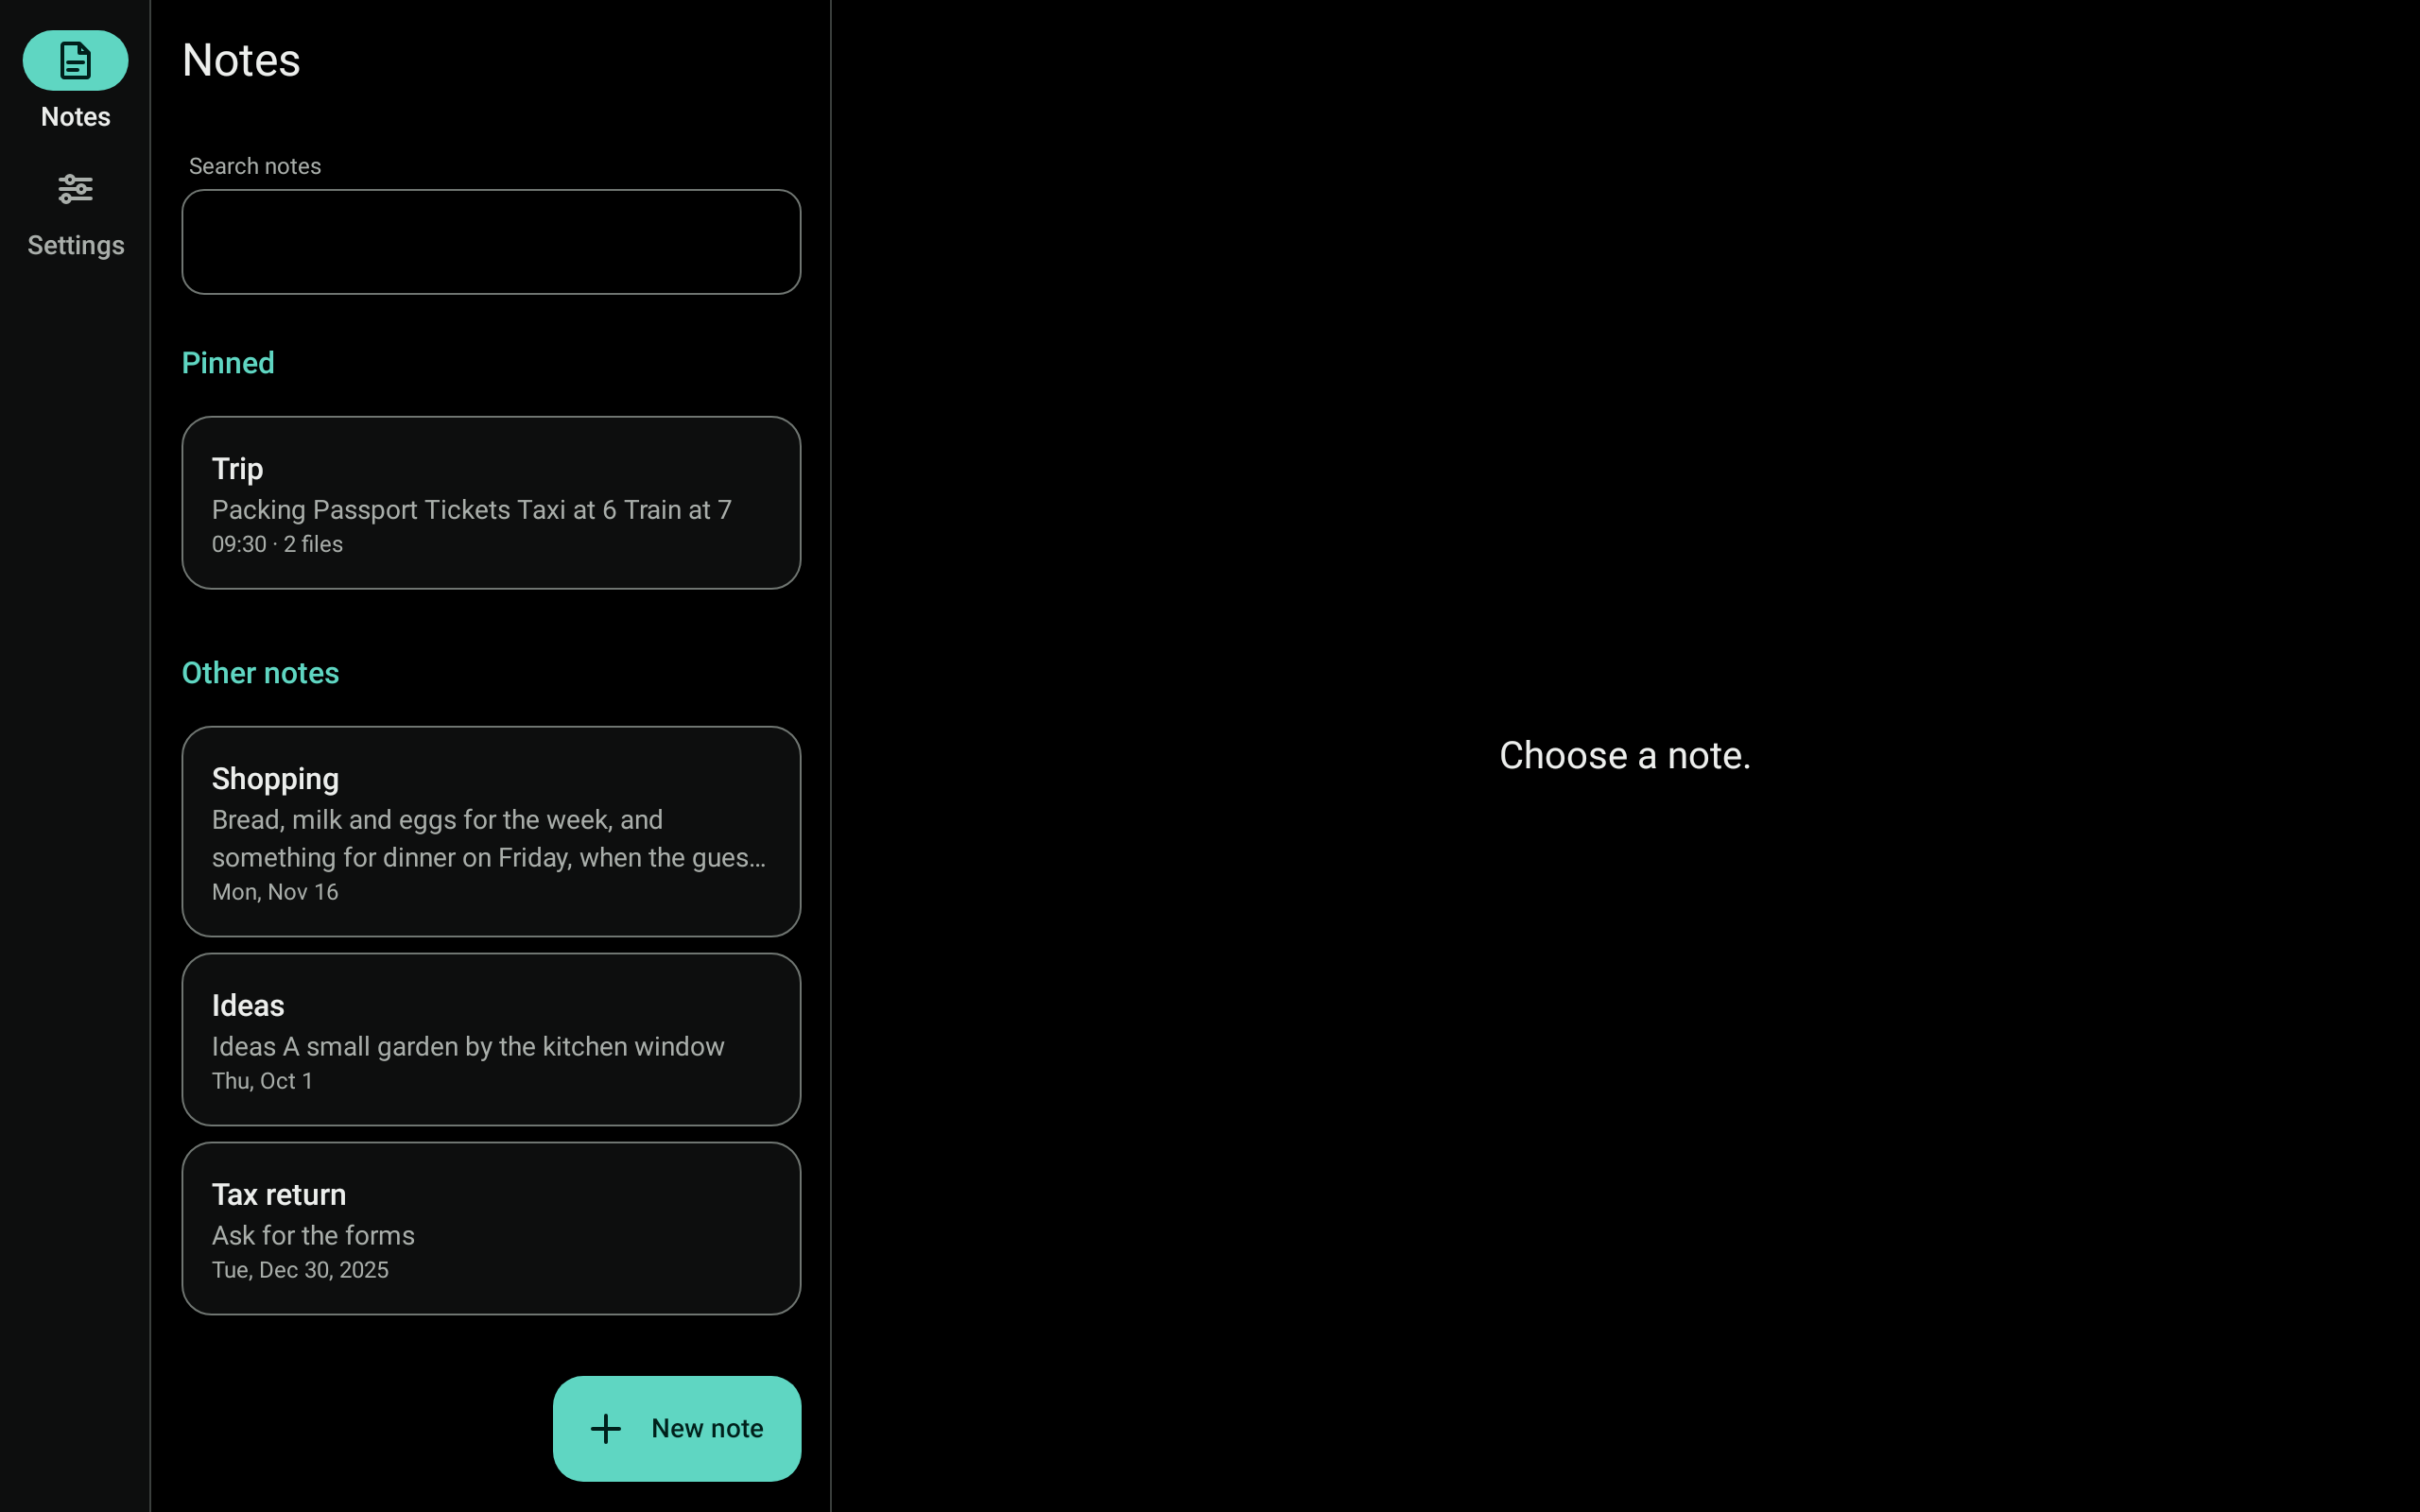 Notes
Settings
Notes
Search notes
Pinned
Trip
Packing Passport Tickets Taxi at 6 Train at 7
09:30 · 2 files
Other notes
Shopping
Bread, milk and eggs for the week, and
something for dinner on Friday, when the gues…
Mon, Nov 16
Ideas
Ideas A small garden by the kitchen window
Thu, Oct 1
Tax return
Ask for the forms
Tue, Dec 30, 2025
New note
Choose a note.